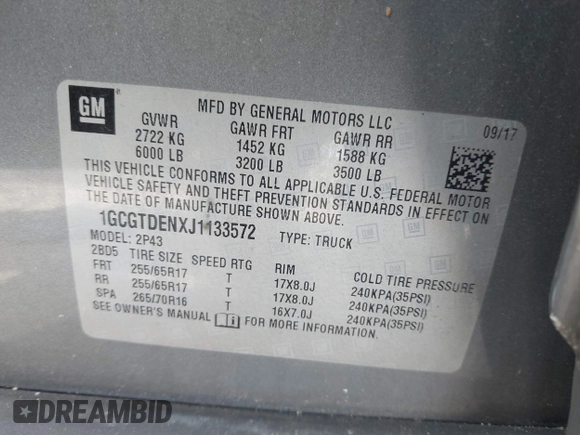 GM
MFD BY GENERAL MOTORS LLC
09/17
GVWR GAWR FRT GAWR RR
2722 KG 1452 KG 1588 KG
6000 LB 3200 LB 3500 LB
THIS VEHICLE CONFORMS TO ALL APPLICABLE U.S. FEDERAL MOTOR
VEHICLE SAFETY AND THEFT PREVENTION STANDARDS IN EFFECT ON
THE DATE OF MANUFACTURE SHOWN ABOVE.
1GCGTDENXJ1133572 TYPE: TRUCK
MODEL: 2P43
2BD5 TIRE SIZE SPEED RTG RIM COLD TIRE PRESSURE
FRT 255/65R17 T 17X8.0J 240KPA(35PSI)
RR 255/65R17 T 17X8.0J 240KPA(35PSI)
SPA 265/70R16 T 16X7.0J 240KPA(35PSI)
SEE OWNER'S MANUAL FOR MORE INFORMATION.
DREAMBID